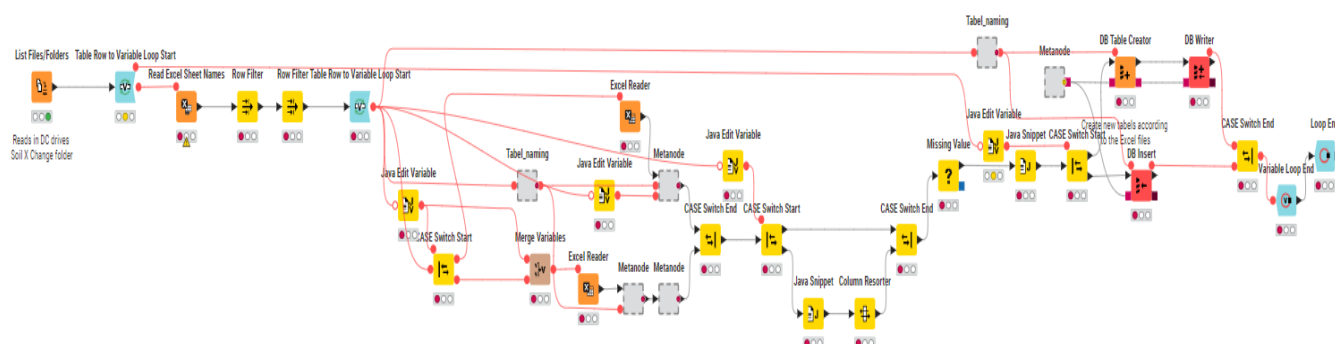 Tabel_naming
List Files/Folders
Table Row to Variable Loop Start
Metanode
DB Table Creator
DB Writer
Read Excel Sheet Names
Row Filter
Row Filter
Table Row to Variable Loop Start
Excel Reader
Reads in DC drives
Soil X Change folder
Java Edit Variable
Java Edit Variable
Create new tabels according
to the Excel files
CASE Switch End
Loop En
Missing Value
Java Snippet
CASE Switch Start
Tabel_naming
Java Edit Variable
Metanode
DB Insert
Variable Loop End
Java Edit Variable
CASE Switch End
CASE Switch Start
CASE Switch End
CASE Switch Start
Merge Variables
Excel Reader
Metanode
Metanode
Java Snippet
Column Resorter